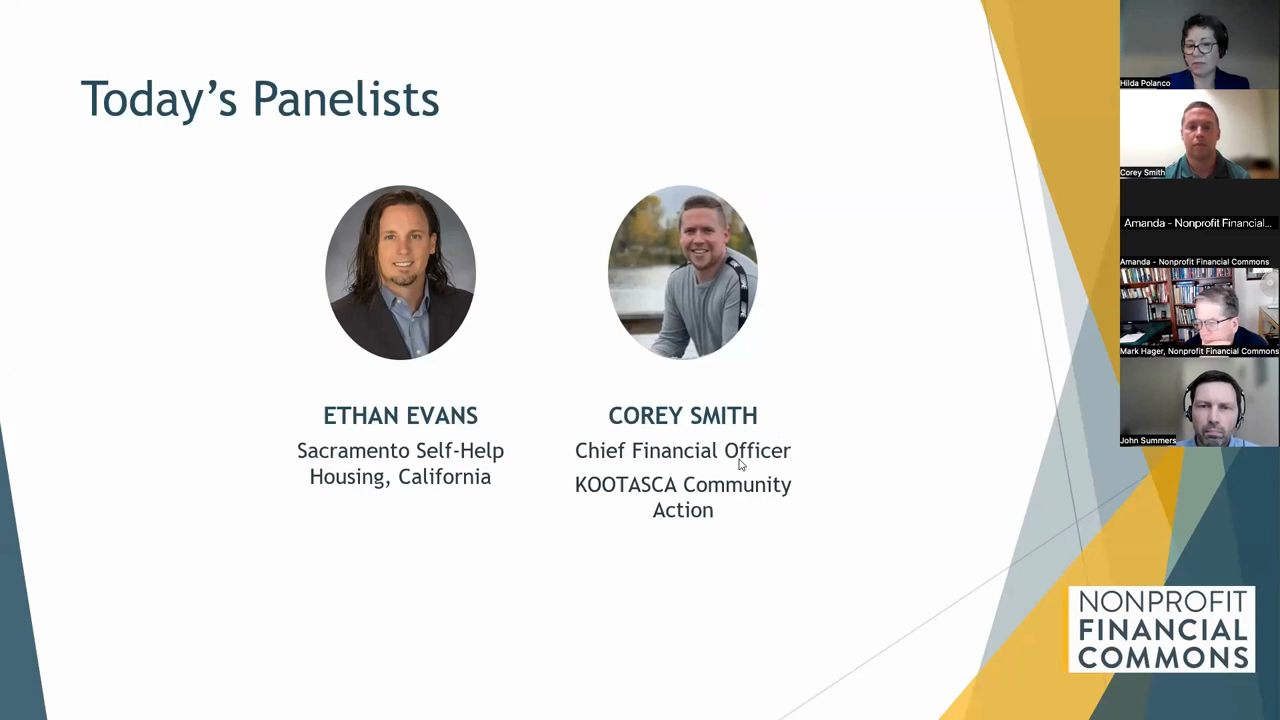 Today's Panelists
ETHAN EVANS
Sacramento Self-Help
Housing, California
COREY SMITH
Chief Financial Officer
KOOTASCA Community
Action
Hilda Polanco
Corey Smith
Amanda - Nonprofit Financial...
Amanda - Nonprofit Financial Commons
Mark Hager, Nonprofit Financial Commons
John Summers
NONPROFIT
FINANCIAL
COMMONS